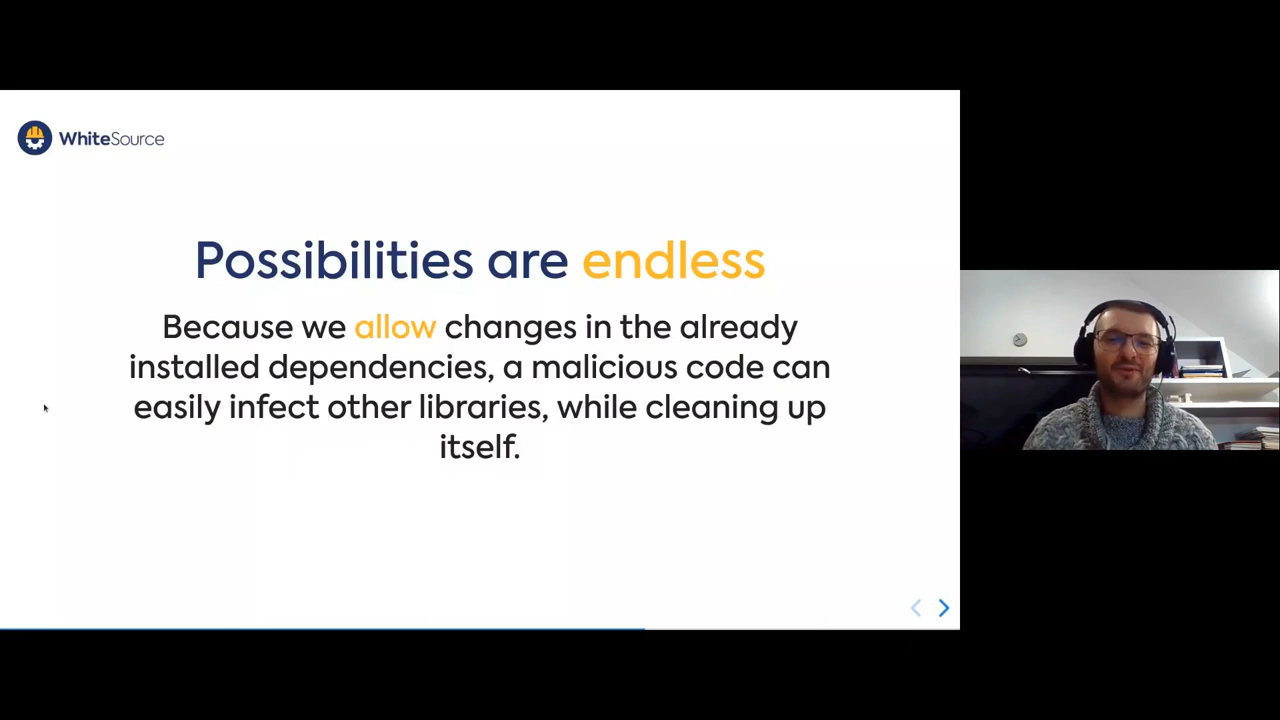 WhiteSource
Possibilities are endless
Because we allow changes in the already
installed dependencies, a malicious code can
easily infect other libraries, while cleaning up
itself.